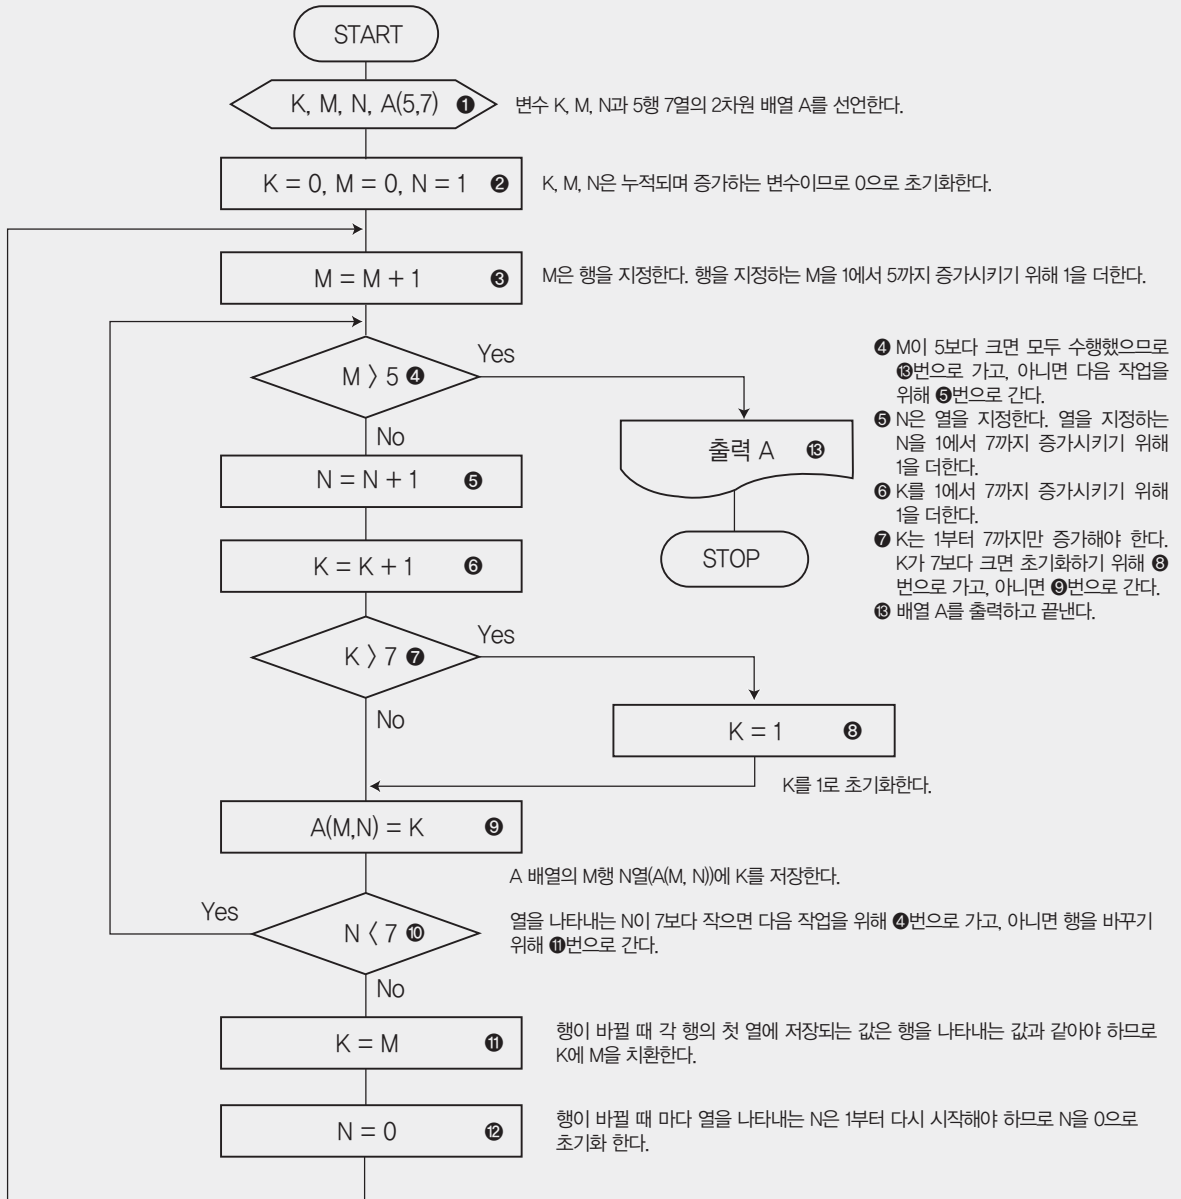 START
K, M, N, A(5,7) ❶
변수 K, M, N과 5행 7열의 2차원 배열 A를 선언한다.
K = 0, M = 0, N = 1 ❷
K, M, N은 누적되며 증가하는 변수이므로 0으로 초기화한다.
M = M + 1 ❸
M은 행을 지정한다. 행을 지정하는 M을 1에서 5까지 증가시키기 위해 1을 더한다.
M 〉 5 ❹
Yes
No
❹ M이 5보다 크면 모두 수행했으므로
⓭번으로 가고, 아니면 다음 작업을
위해 ❺번으로 간다.
❺ N은 열을 지정한다. 열을 지정하는
N을 1에서 7까지 증가시키기 위해
1을 더한다.
❻ K를 1에서 7까지 증가시키기 위해
1을 더한다.
❼ K는 1부터 7까지만 증가해야 한다.
K가 7보다 크면 초기화하기 위해 ❽
번으로 가고, 아니면 ❾번으로 간다.
⓭ 배열 A를 출력하고 끝낸다.
출력 A ⓭
STOP
N = N + 1 ❺
K = K + 1 ❻
K 〉 7 ❼
Yes
No
K = 1 ❽
K를 1로 초기화한다.
A(M,N) = K ❾
A 배열의 M행 N열(A(M, N))에 K를 저장한다.
N 〈 7 ❿
Yes
No
열을 나타내는 N이 7보다 작으면 다음 작업을 위해 ❹번으로 가고, 아니면 행을 바꾸기
위해 ⓫번으로 간다.
K = M ⓫
행이 바뀔 때 각 행의 첫 열에 저장되는 값은 행을 나타내는 값과 같아야 하므로
K에 M을 치환한다.
N = 0 ⓬
행이 바뀔 때 마다 열을 나타내는 N은 1부터 다시 시작해야 하므로 N을 0으로
초기화 한다.